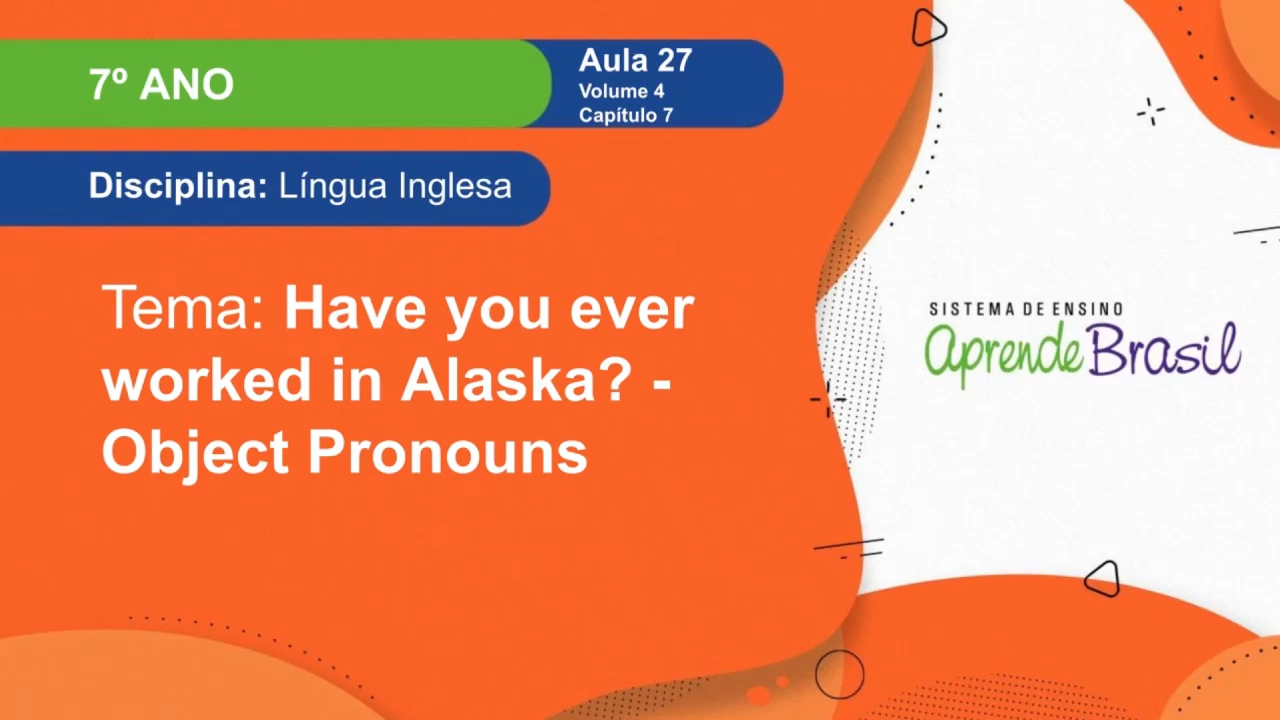 7º ANO
Aula 27
Volume 4
Capítulo 7
Disciplina: Língua Inglesa
Tema: Have you ever
worked in Alaska? -
Object Pronouns
SISTEMA DE ENSINO
aprende Brasil